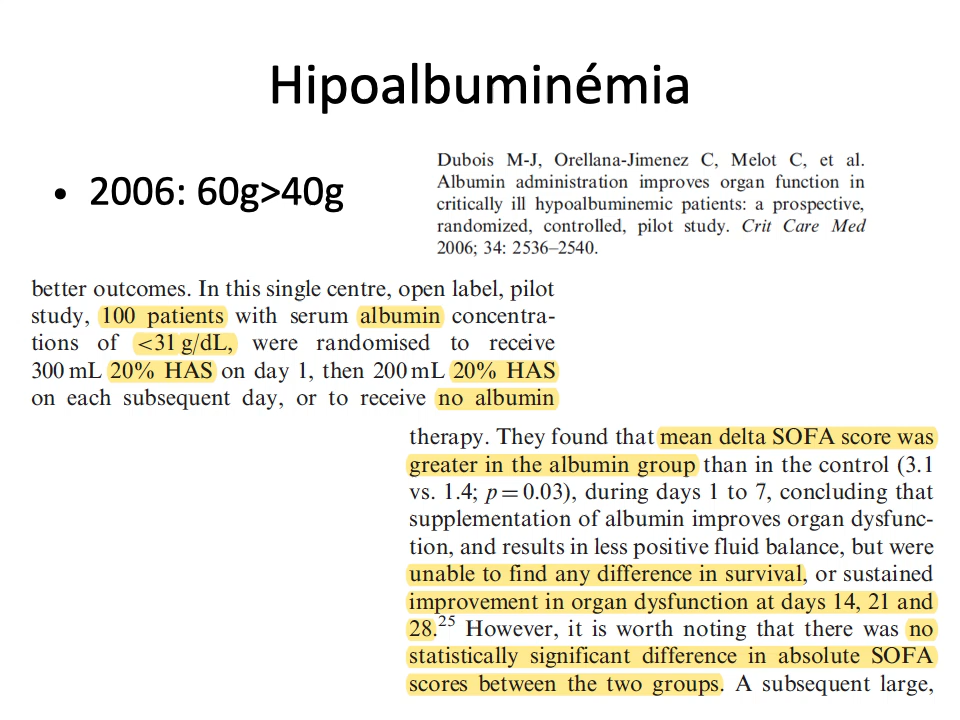 Hipoalbuminémia
• 2006: 60g>40g
Dubois M-J, Orellana-Jimenez C, Melot C, et al.
Albumin administration improves organ function in
critically ill hypoalbuminemic patients: a prospective,
randomized, controlled, pilot study. Crit Care Med
2006; 34: 2536–2540.
better outcomes. In this single centre, open label, pilot
study, 100 patients with serum albumin concentra-
tions of <31 g/dL, were randomised to receive
300 mL 20% HAS on day 1, then 200 mL 20% HAS
on each subsequent day, or to receive no albumin
therapy. They found that mean delta SOFA score was
greater in the albumin group than in the control (3.1
vs. 1.4; p = 0.03), during days 1 to 7, concluding that
supplementation of albumin improves organ dysfunc-
tion, and results in less positive fluid balance, but were
unable to find any difference in survival, or sustained
improvement in organ dysfunction at days 14, 21 and
28.25 However, it is worth noting that there was no
statistically significant difference in absolute SOFA
scores between the two groups. A subsequent large,